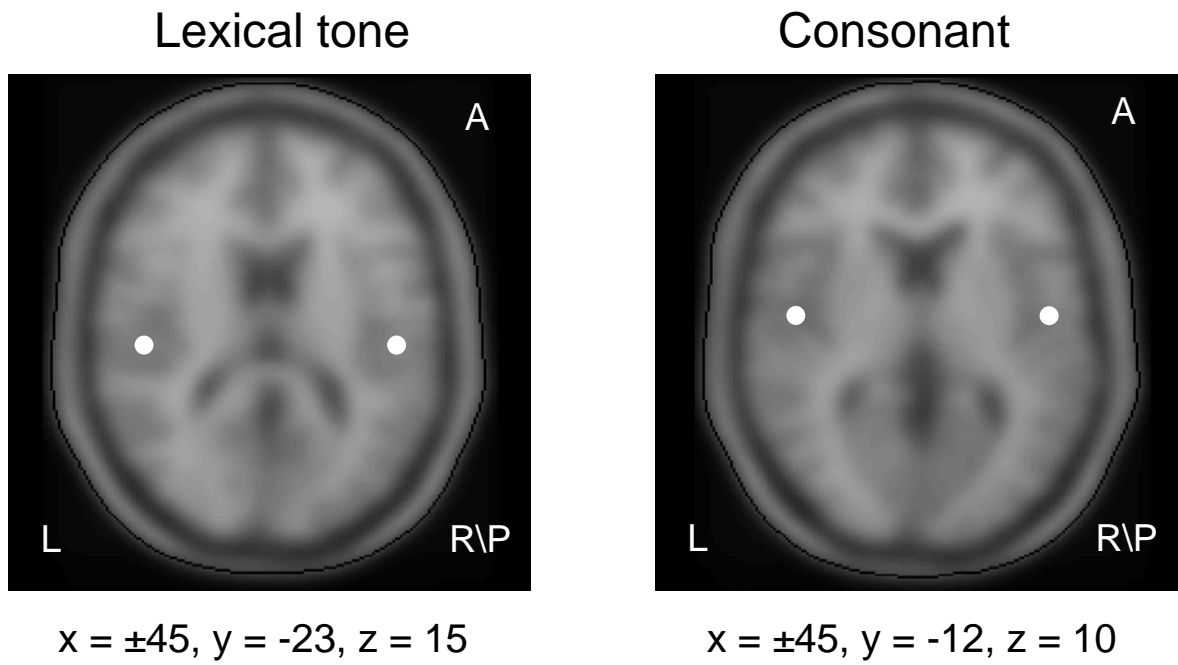 Lexical tone
Consonant
A
A
L
R\P
L
R\P
x = ±45, y = -23, z = 15
x = ±45, y = -12, z = 10